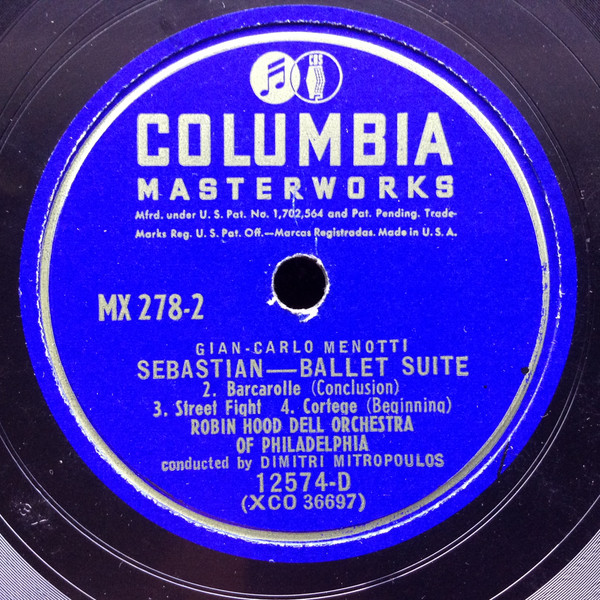 CBS
COLUMBIA
MASTERWORKS
Mfrd. under U. S. Pat. No. 1,702,564 and Pat. Pending. Trade-
Marks Reg. U. S. Pat. Off.—Marcas Registradas. Made in U. S. A.
MX 278-2
GIAN-CARLO MENOTTI
SEBASTIAN—BALLET SUITE
2. Barcarolle (Conclusion)
3. Street Fight 4. Cortege (Beginning)
ROBIN HOOD DELL ORCHESTRA
OF PHILADELPHIA
conducted by DIMITRI MITROPOULOS
12574-D
(XCO 36697)